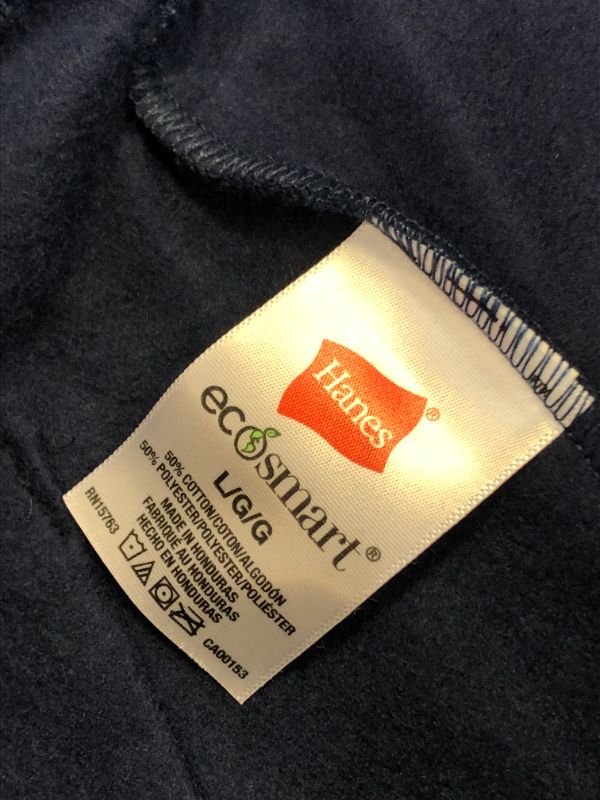 Hanes®
ecosmart®
L/G/G
50% COTTON/COTON/ALGODÓN
50% POLYESTER/POLYESTER/POLIÉSTER
MADE IN HONDURAS
FABRIQUÉ AU HONDURAS
HECHO EN HONDURAS
RN15763
CA00153